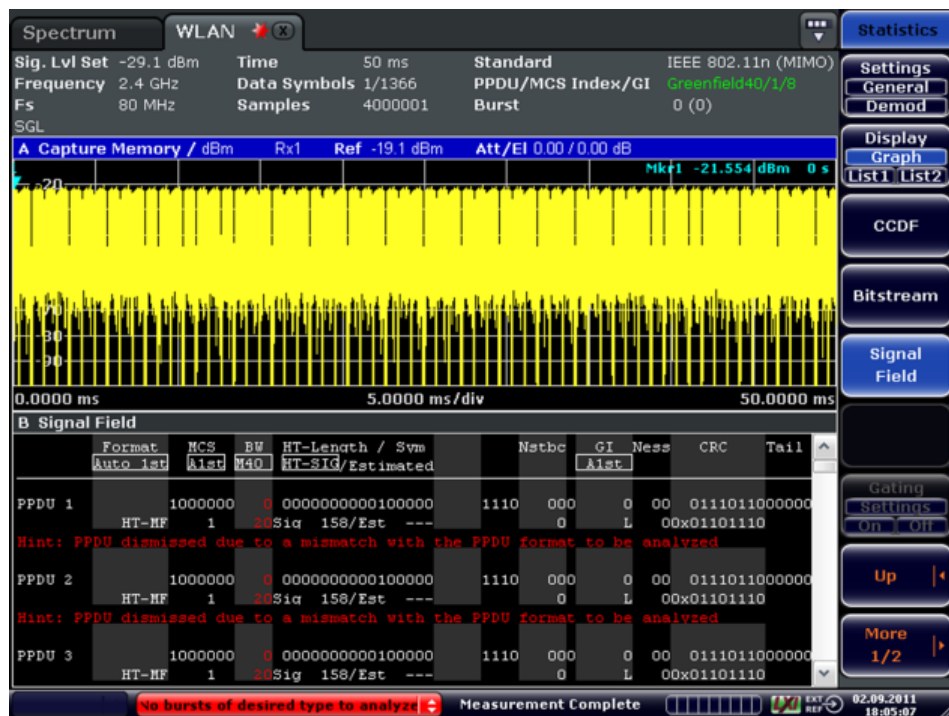 Spectrum WLAN Statistics
Sig. Lvl Set -29.1 dBm Time 50 ms Standard IEEE 802.11n (MIMO)
Frequency 2.4 GHz Data Symbols 1/1366 PPDU/MCS Index/GI Greenfield40/1/8
Fs 80 MHz Samples 4000001 Burst 0 (0)
SGL
A Capture Memory / dBm Rx1 Ref -19.1 dBm Att/El 0.00 / 0.00 dB
Mkr1 -21.554 dBm 0 s
-20
-70
-80
-90
0.0000 ms 5.0000 ms/div 50.0000 ms
B Signal Field
Format MCS BW HT-Length / Sym Nstbc GI Ness CRC Tail
Auto 1st A1st M40 HT-SIG/Estimated A1st
PPDU 1 1000000 0 0000000000100000 1110 000 0 00 0111011000000
HT-MF 1 20Sig 158/Est --- 0 L 00x01101110
Hint: PPDU dismissed due to a mismatch with the PPDU format to be analyzed
PPDU 2 1000000 0 0000000000100000 1110 000 0 00 0111011000000
HT-MF 1 20Sig 158/Est --- 0 L 00x01101110
Hint: PPDU dismissed due to a mismatch with the PPDU format to be analyzed
PPDU 3 1000000 0 0000000000100000 1110 000 0 00 0111011000000
HT-MF 1 20Sig 158/Est --- 0 L 00x01101110
Settings
General
Demod
Display
Graph
List1 List2
CCDF
Bitstream
Signal
Field
Gating
Settings
On Off
Up
More
1/2
No bursts of desired type to analyze Measurement Complete LXI EXT REF 02.09.2011
18:05:07